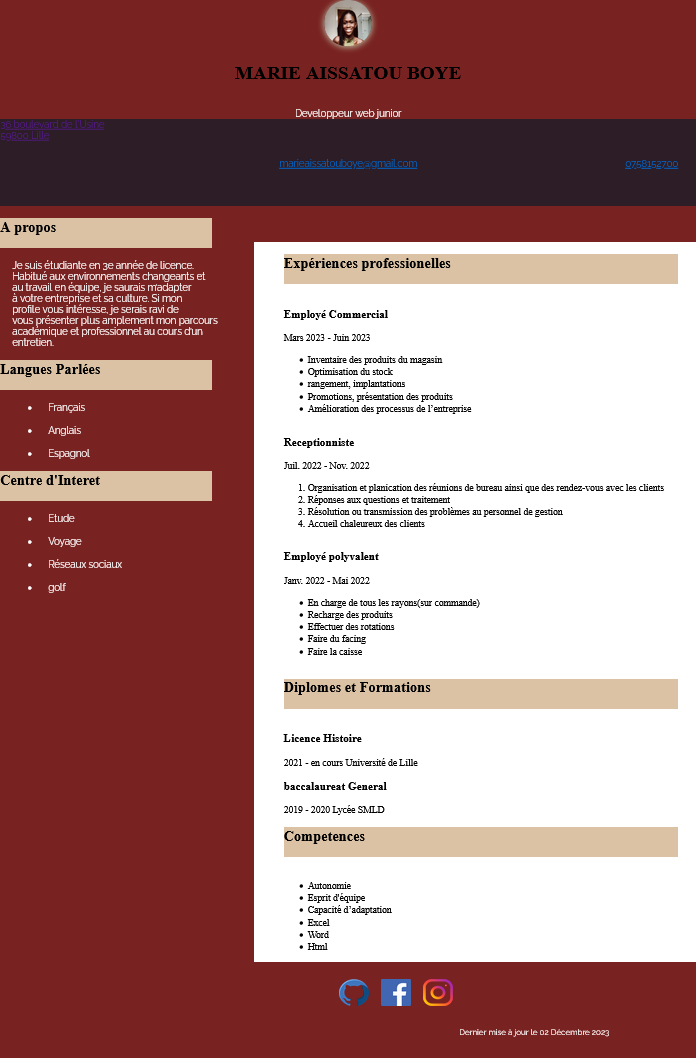 MARIE AISSATOU BOYE
Developpeur web junior
36 boulevard de l'Usine
59800 Lille
marieaissatouboye@gmail.com
0758152700
A propos
Je suis étudiante en 3e année de licence.
Habitué aux environnements changeants et
au travail en équipe, je saurais m'adapter
à votre entreprise et sa culture. Si mon
profile vous intéresse, je serais ravi de
vous présenter plus amplement mon parcours
académique et professionnel au cours d'un
entretien.
Langues Parlées
Français
Anglais
Espagnol
Centre d'Interet
Etude
Voyage
Réseaux sociaux
golf
Expériences professionelles
Employé Commercial
Mars 2023 - Juin 2023
Inventaire des produits du magasin
Optimisation du stock
rangement, implantations
Promotions, présentation des produits
Amélioration des processus de l’entreprise
Receptionniste
Juil. 2022 - Nov. 2022
1. Organisation et planication des réunions de bureau ainsi que des rendez-vous avec les clients
2. Réponses aux questions et traitement
3. Résolution ou transmission des problèmes au personnel de gestion
4. Accueil chaleureux des clients
Employé polyvalent
Janv. 2022 - Mai 2022
En charge de tous les rayons(sur commande)
Recharge des produits
Effectuer des rotations
Faire du facing
Faire la caisse
Diplomes et Formations
Licence Histoire
2021 - en cours Université de Lille
baccalaureat General
2019 - 2020 Lycée SMLD
Competences
Autonomie
Esprit d'équipe
Capacité d’adaptation
Excel
Word
Html
Dernier mise à jour le 02 Décembre 2023